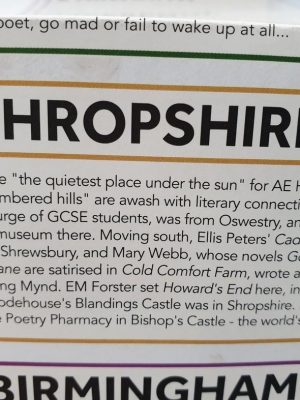 poet, go mad or fail to wake up at all...
HROPSHIR
e "the quietest place under the sun" for AE H
mbered hills" are awash with literary connecti
urge of GCSE students, was from Oswestry, an
museum there. Moving south, Ellis Peters' Cad
Shrewsbury, and Mary Webb, whose novels Go
ane are satirised in Cold Comfort Farm, wrote a
ng Mynd. EM Forster set Howard's End here, in
odehouse's Blandings Castle was in Shropshire.
e Poetry Pharmacy in Bishop's Castle - the world's
BIRMINGHAM